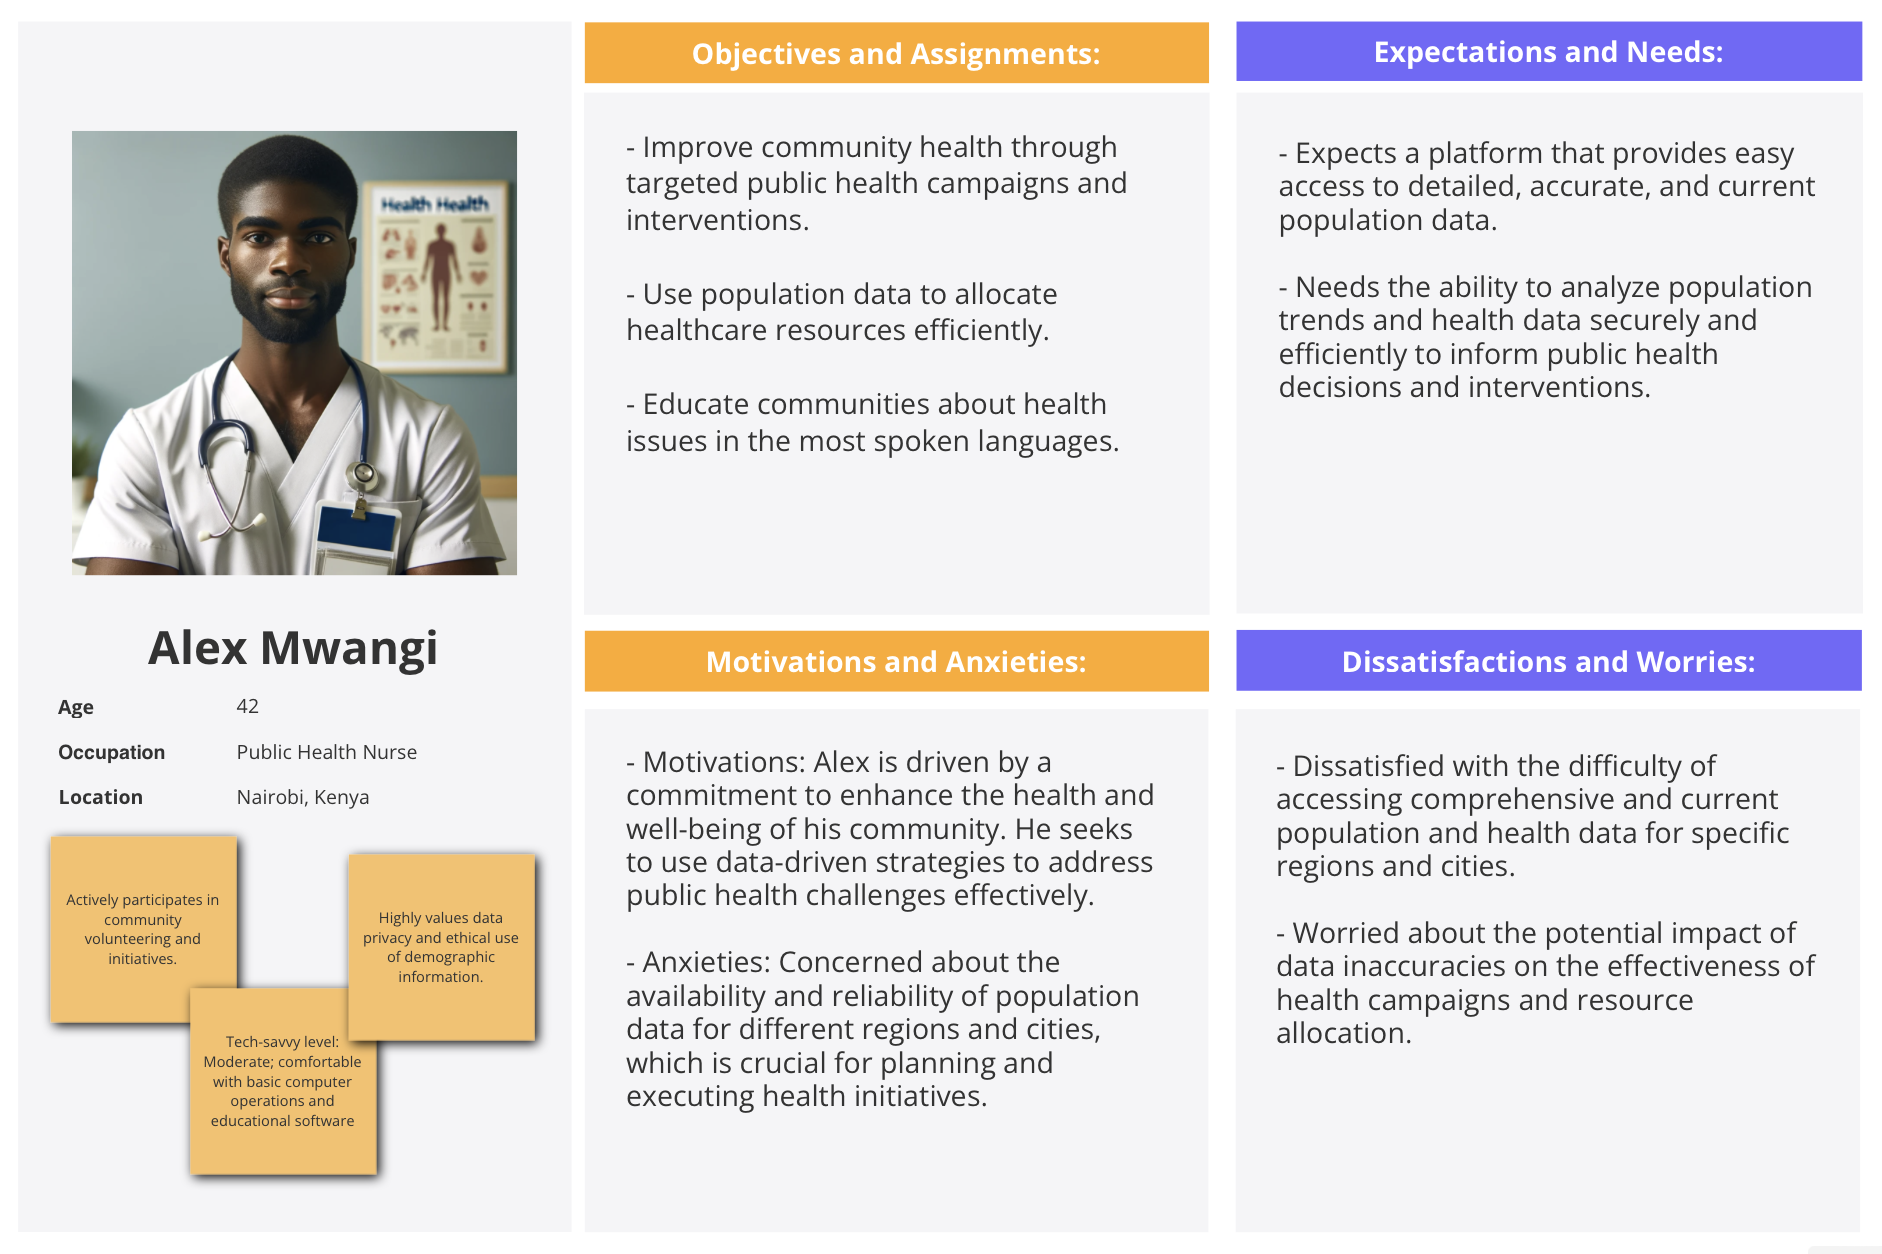 Health Health
Alex Mwangi
Age 42
Occupation Public Health Nurse
Location Nairobi, Kenya
Actively participates in
community
volunteering and
initiatives.
Tech-savvy level:
Moderate; comfortable
with basic computer
operations and
educational software
Highly values data
privacy and ethical use
of demographic
information.
Objectives and Assignments:
- Improve community health through
targeted public health campaigns and
interventions.
- Use population data to allocate
healthcare resources efficiently.
- Educate communities about health
issues in the most spoken languages.
Expectations and Needs:
- Expects a platform that provides easy
access to detailed, accurate, and current
population data.
- Needs the ability to analyze population
trends and health data securely and
efficiently to inform public health
decisions and interventions.
Motivations and Anxieties:
- Motivations: Alex is driven by a
commitment to enhance the health and
well-being of his community. He seeks
to use data-driven strategies to address
public health challenges effectively.
- Anxieties: Concerned about the
availability and reliability of population
data for different regions and cities,
which is crucial for planning and
executing health initiatives.
Dissatisfactions and Worries:
- Dissatisfied with the difficulty of
accessing comprehensive and current
population and health data for specific
regions and cities.
- Worried about the potential impact of
data inaccuracies on the effectiveness of
health campaigns and resource
allocation.